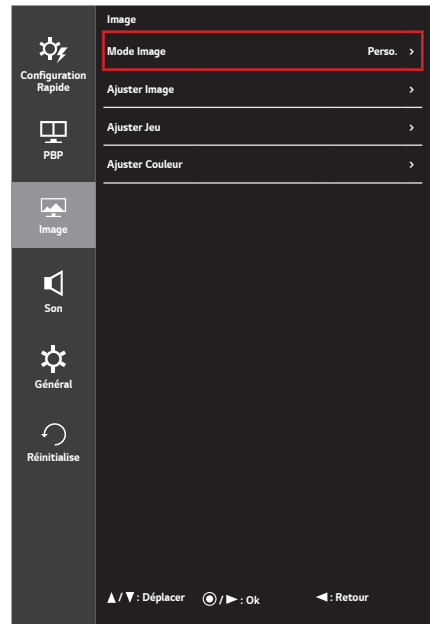 Image
Mode Image Perso. >
Ajuster Image >
Ajuster Jeu >
Ajuster Couleur >
Configuration
Rapide
PBP
Image
Son
Général
Réinitialise
▲ / ▼ : Déplacer ◉ / ► : Ok ◄ : Retour